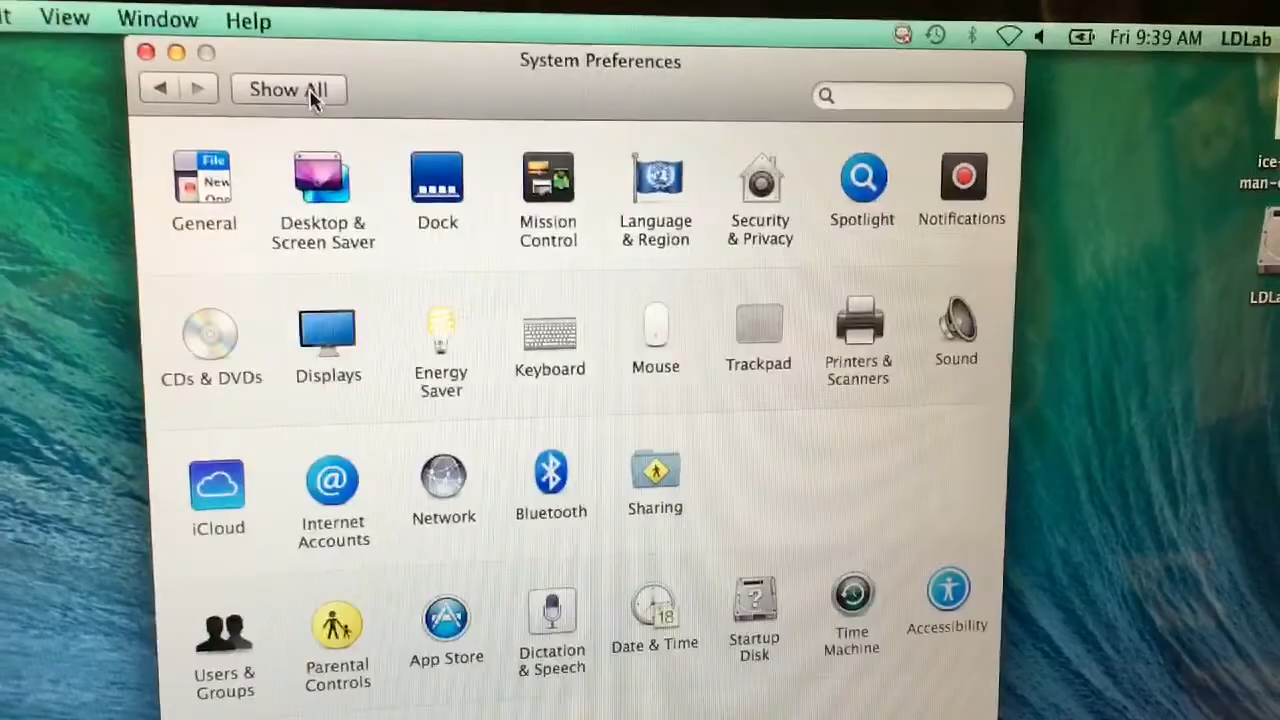 View Window Help
Fri 9:39 AM LDLab
System Preferences
Show All
File
New
General
Desktop &
Screen Saver
Dock
Mission
Control
Language
& Region
Security
& Privacy
Spotlight
Notifications
CDs & DVDs
Displays
Energy
Saver
Keyboard
Mouse
Trackpad
Printers &
Scanners
Sound
iCloud
Internet
Accounts
Network
Bluetooth
Sharing
Users &
Groups
Parental
Controls
App Store
Dictation
& Speech
18
Date & Time
?
Startup
Disk
Time
Machine
Accessibility